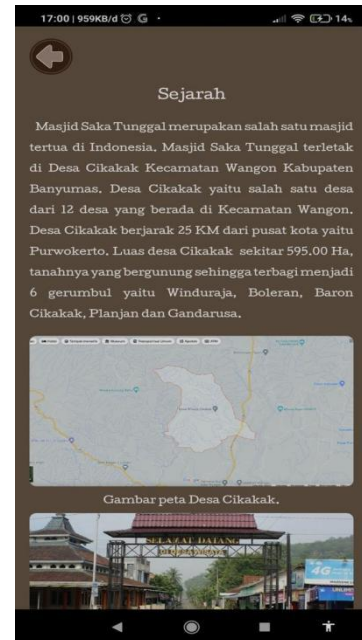 17:00 | 959KB/d
14%
Sejarah
Masjid Saka Tunggal merupakan salah satu masjid
tertua di Indonesia. Masjid Saka Tunggal terletak
di Desa Cikakak Kecamatan Wangon Kabupaten
Banyumas. Desa Cikakak yaitu salah satu desa
dari 12 desa yang berada di Kecamatan Wangon.
Desa Cikakak berjarak 25 KM dari pusat kota yaitu
Purwokerto. Luas desa Cikakak sekitar 595.00 Ha,
tanahnya yang bergunung sehingga terbagi menjadi
6 gerumbul yaitu Winduraja, Boleran, Baron
Cikakak, Planjan dan Gandarusa.
Gambar peta Desa Cikakak.
SELAMAT DATANG
4G